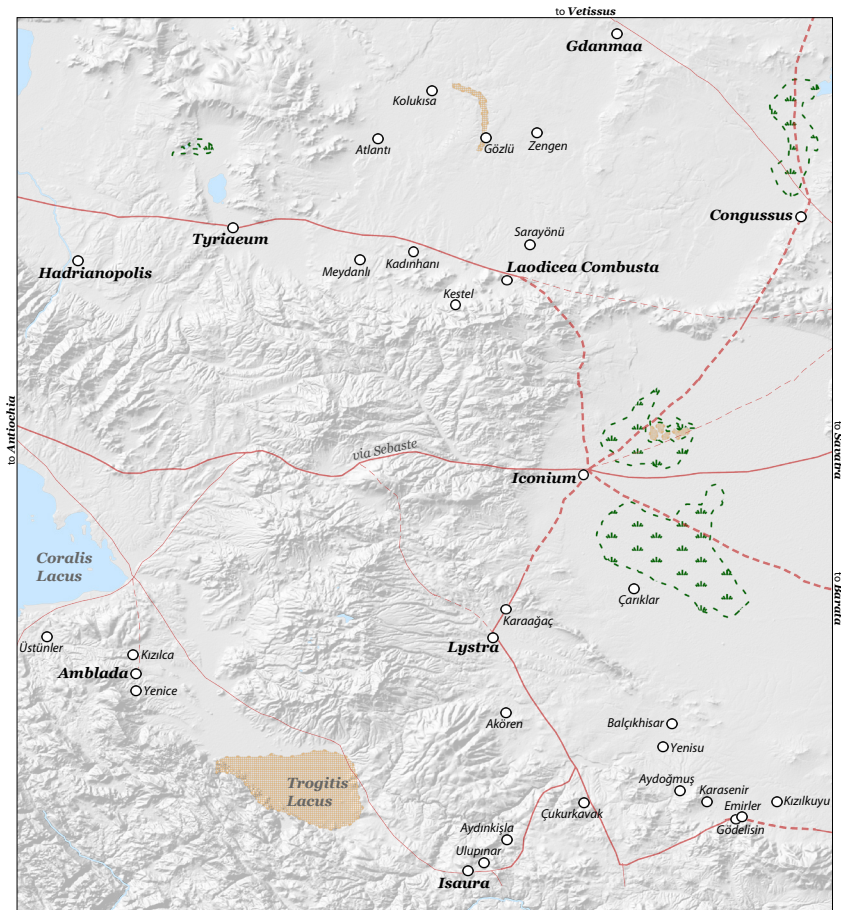 to Vetissus
Gdanmaa
Kolukısa
Atlantı
Gözlü
Zengen
Congussus
Tyriaeum
Sarayönü
Hadrianopolis
Meydanlı
Kadınhanı
Laodicea Combusta
Kestel
to Antiochia
to Savatra
via Sebaste
Iconium
Coralis
Lacus
to Barata
Çarıklar
Karaağaç
Üstünler
Lystra
Kızılca
Amblada
Yenice
Akören
Balçıkhisar
Yenisu
Trogitis
Lacus
Aydoğmuş
Karasenir
Kızılkuyu
Çukurkavak
Emirler
Gödelisin
Aydınkışla
Ulupınar
Isaura